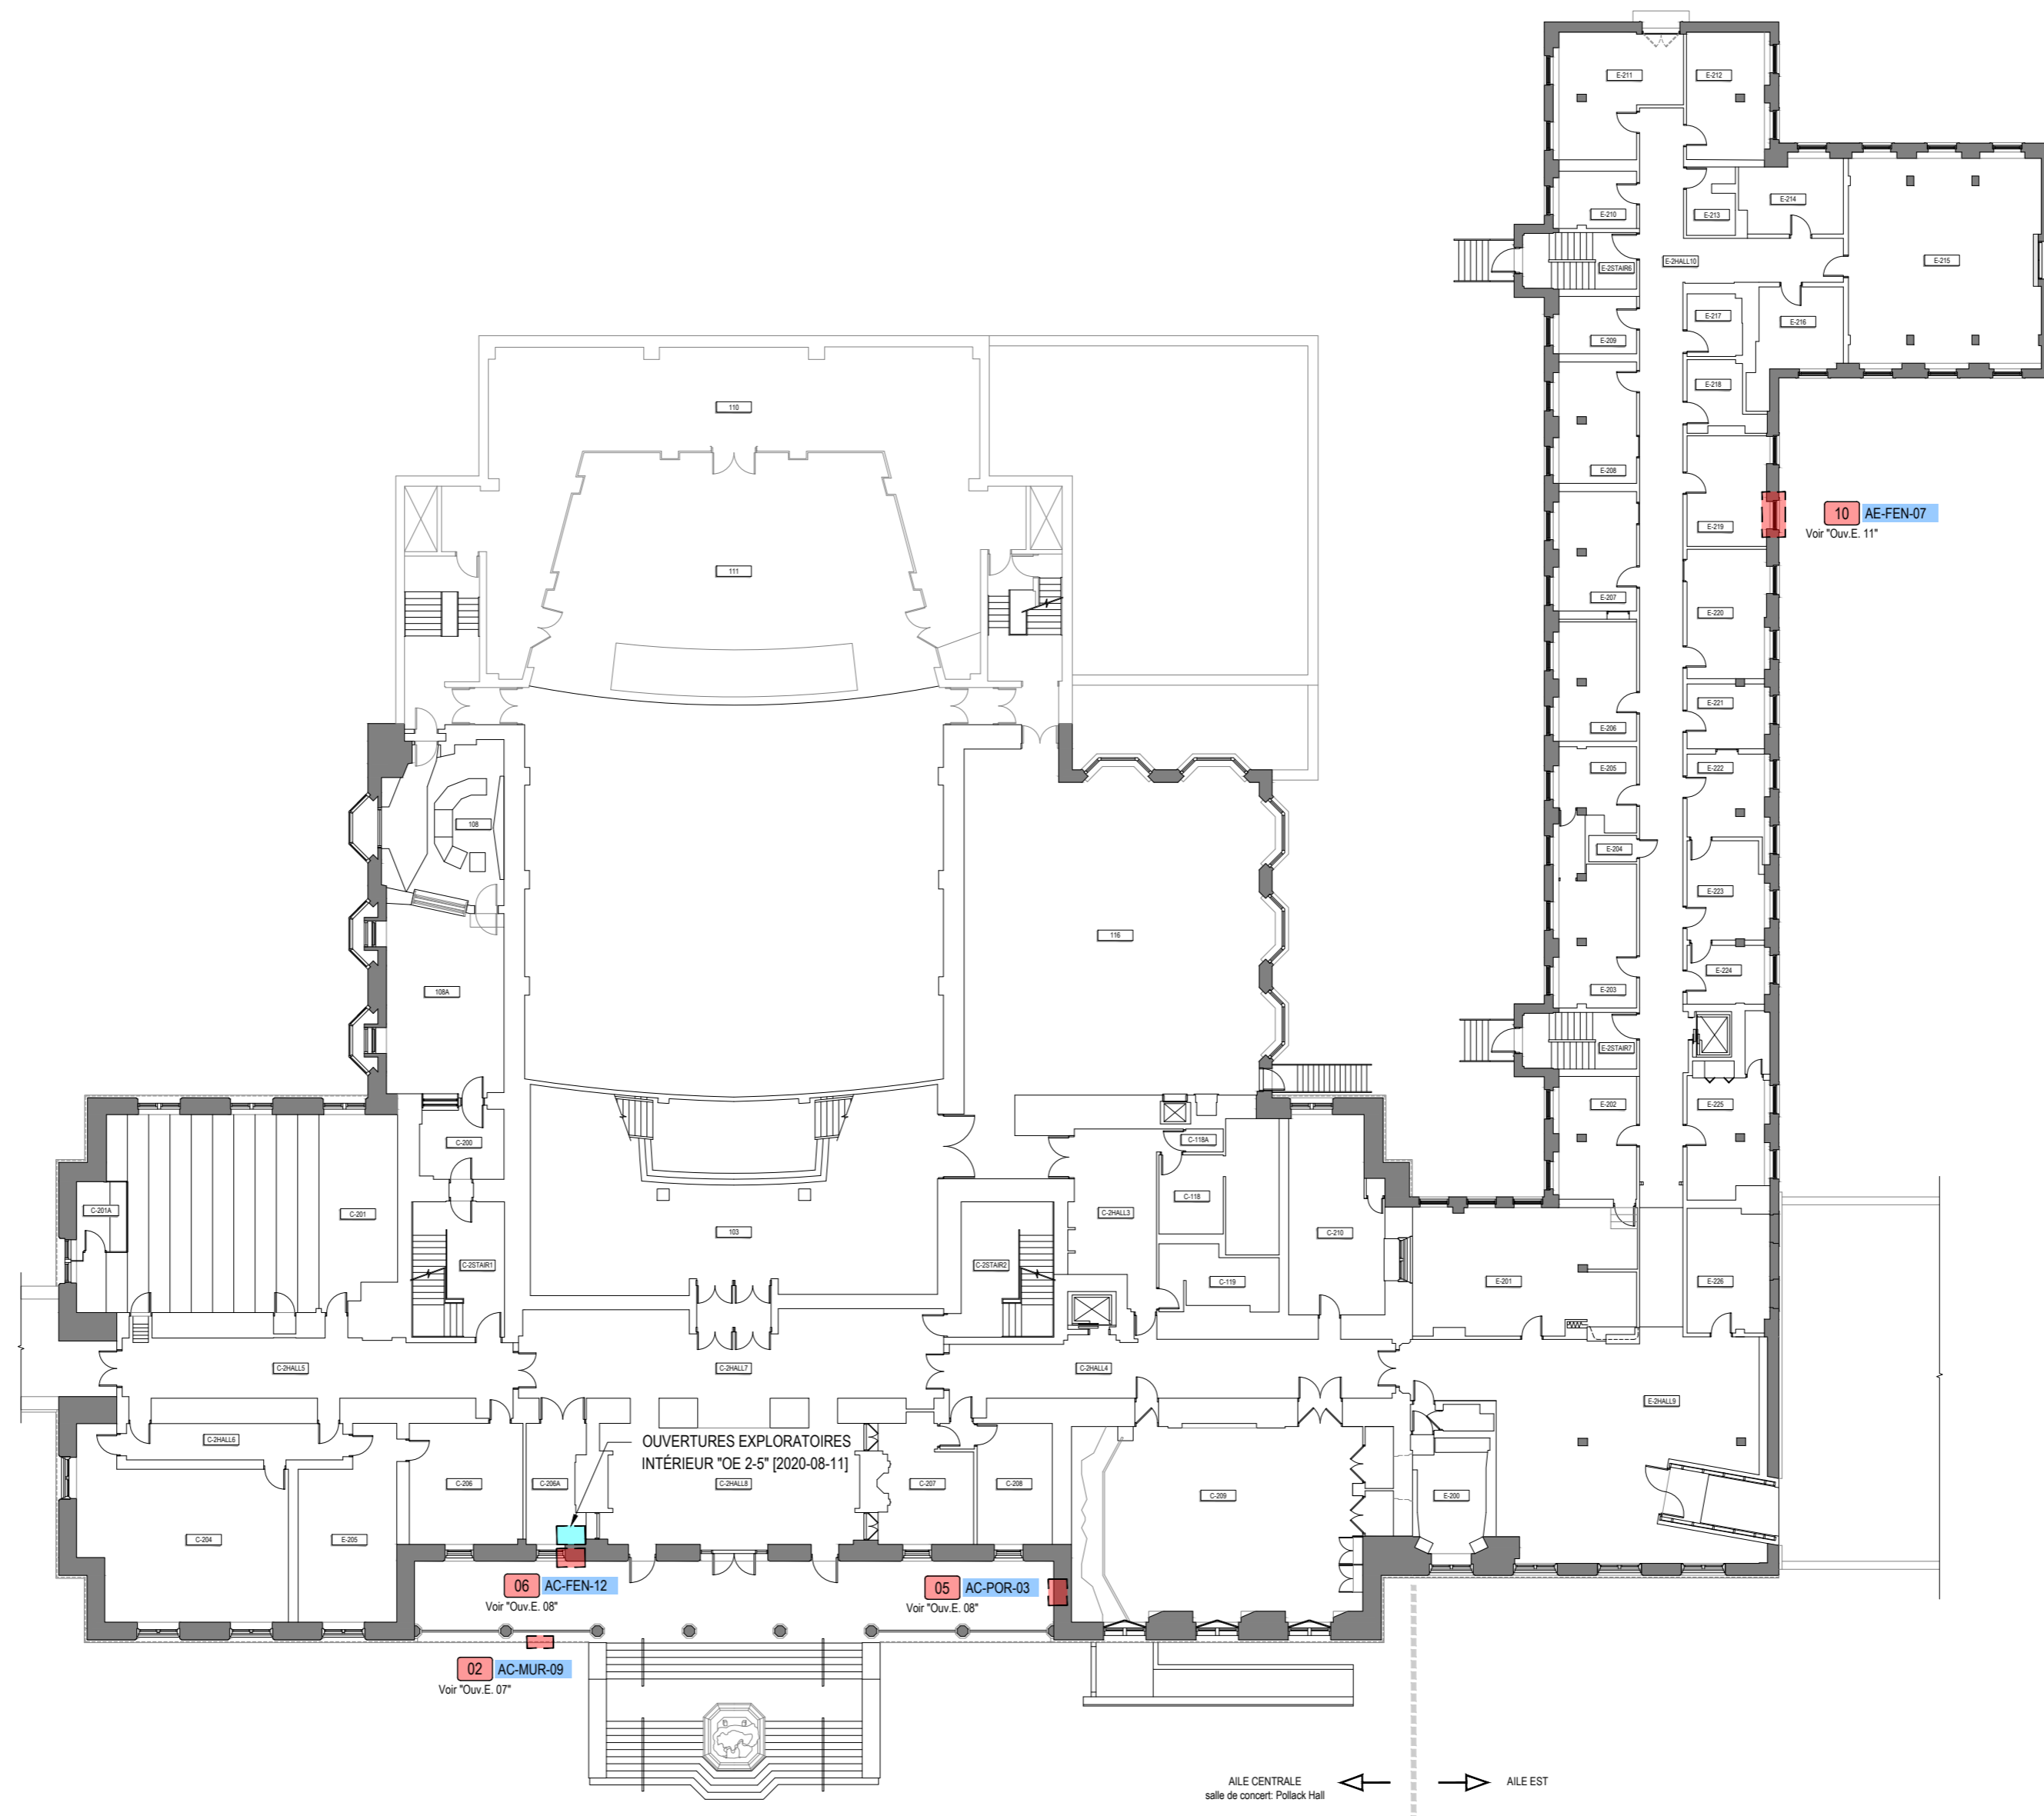 E-211
E-212
E-210
E-213
E-214
E-2STAIR6
E-2HALL10
E-215
E-209
E-217
E-216
E-218
E-208
E-219
10 AE-FEN-07
Voir "Ouv.E. 11"
E-207
E-220
E-206
E-221
E-205
E-222
E-204
E-223
E-203
E-224
E-2STAIR7
E-202
E-225
110
111
108
116
108A
C-200
C-118A
C-118
C-201A
C-201
C-2HALL3
C-210
103
C-2STAIR1
C-2STAIR2
C-119
E-201
E-226
C-2HALL5
C-2HALL7
C-2HALL4
E-2HALL9
C-2HALL6
OUVERTURES EXPLORATOIRES
INTÉRIEUR "OE 2-5" [2020-08-11]
C-206
C-206A
C-2HALL8
C-207
C-208
C-209
E-200
C-204
E-205
06 AC-FEN-12
Voir "Ouv.E. 08"
05 AC-POR-03
Voir "Ouv.E. 08"
02 AC-MUR-09
Voir "Ouv.E. 07"
AILE CENTRALE
salle de concert: Pollack Hall
AILE EST